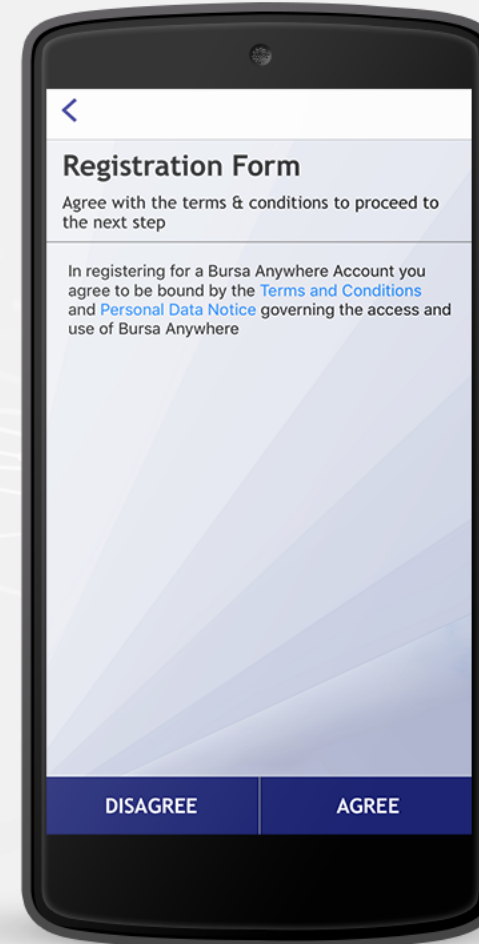 Registration Form
Agree with the terms & conditions to proceed to
the next step
In registering for a Bursa Anywhere Account you
agree to be bound by the Terms and Conditions
and Personal Data Notice governing the access and
use of Bursa Anywhere
DISAGREE
AGREE